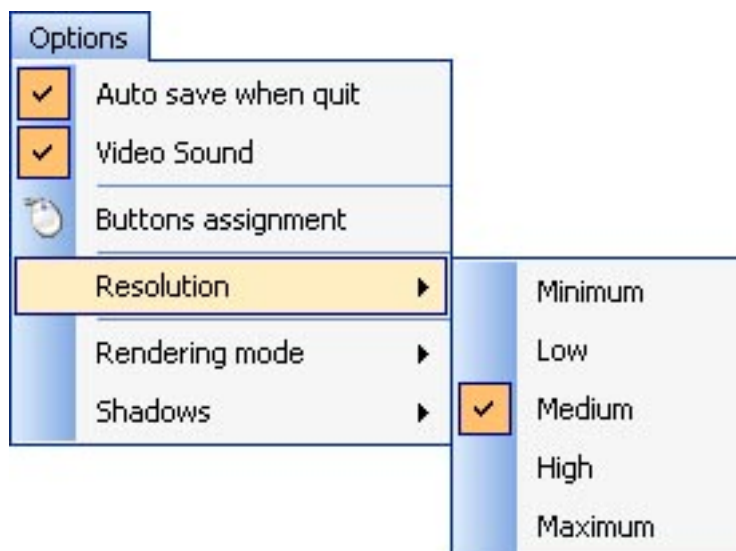 Options
Auto save when quit
Video Sound
Buttons assignment
Resolution
Rendering mode
Shadows
Minimum
Low
Medium
High
Maximum